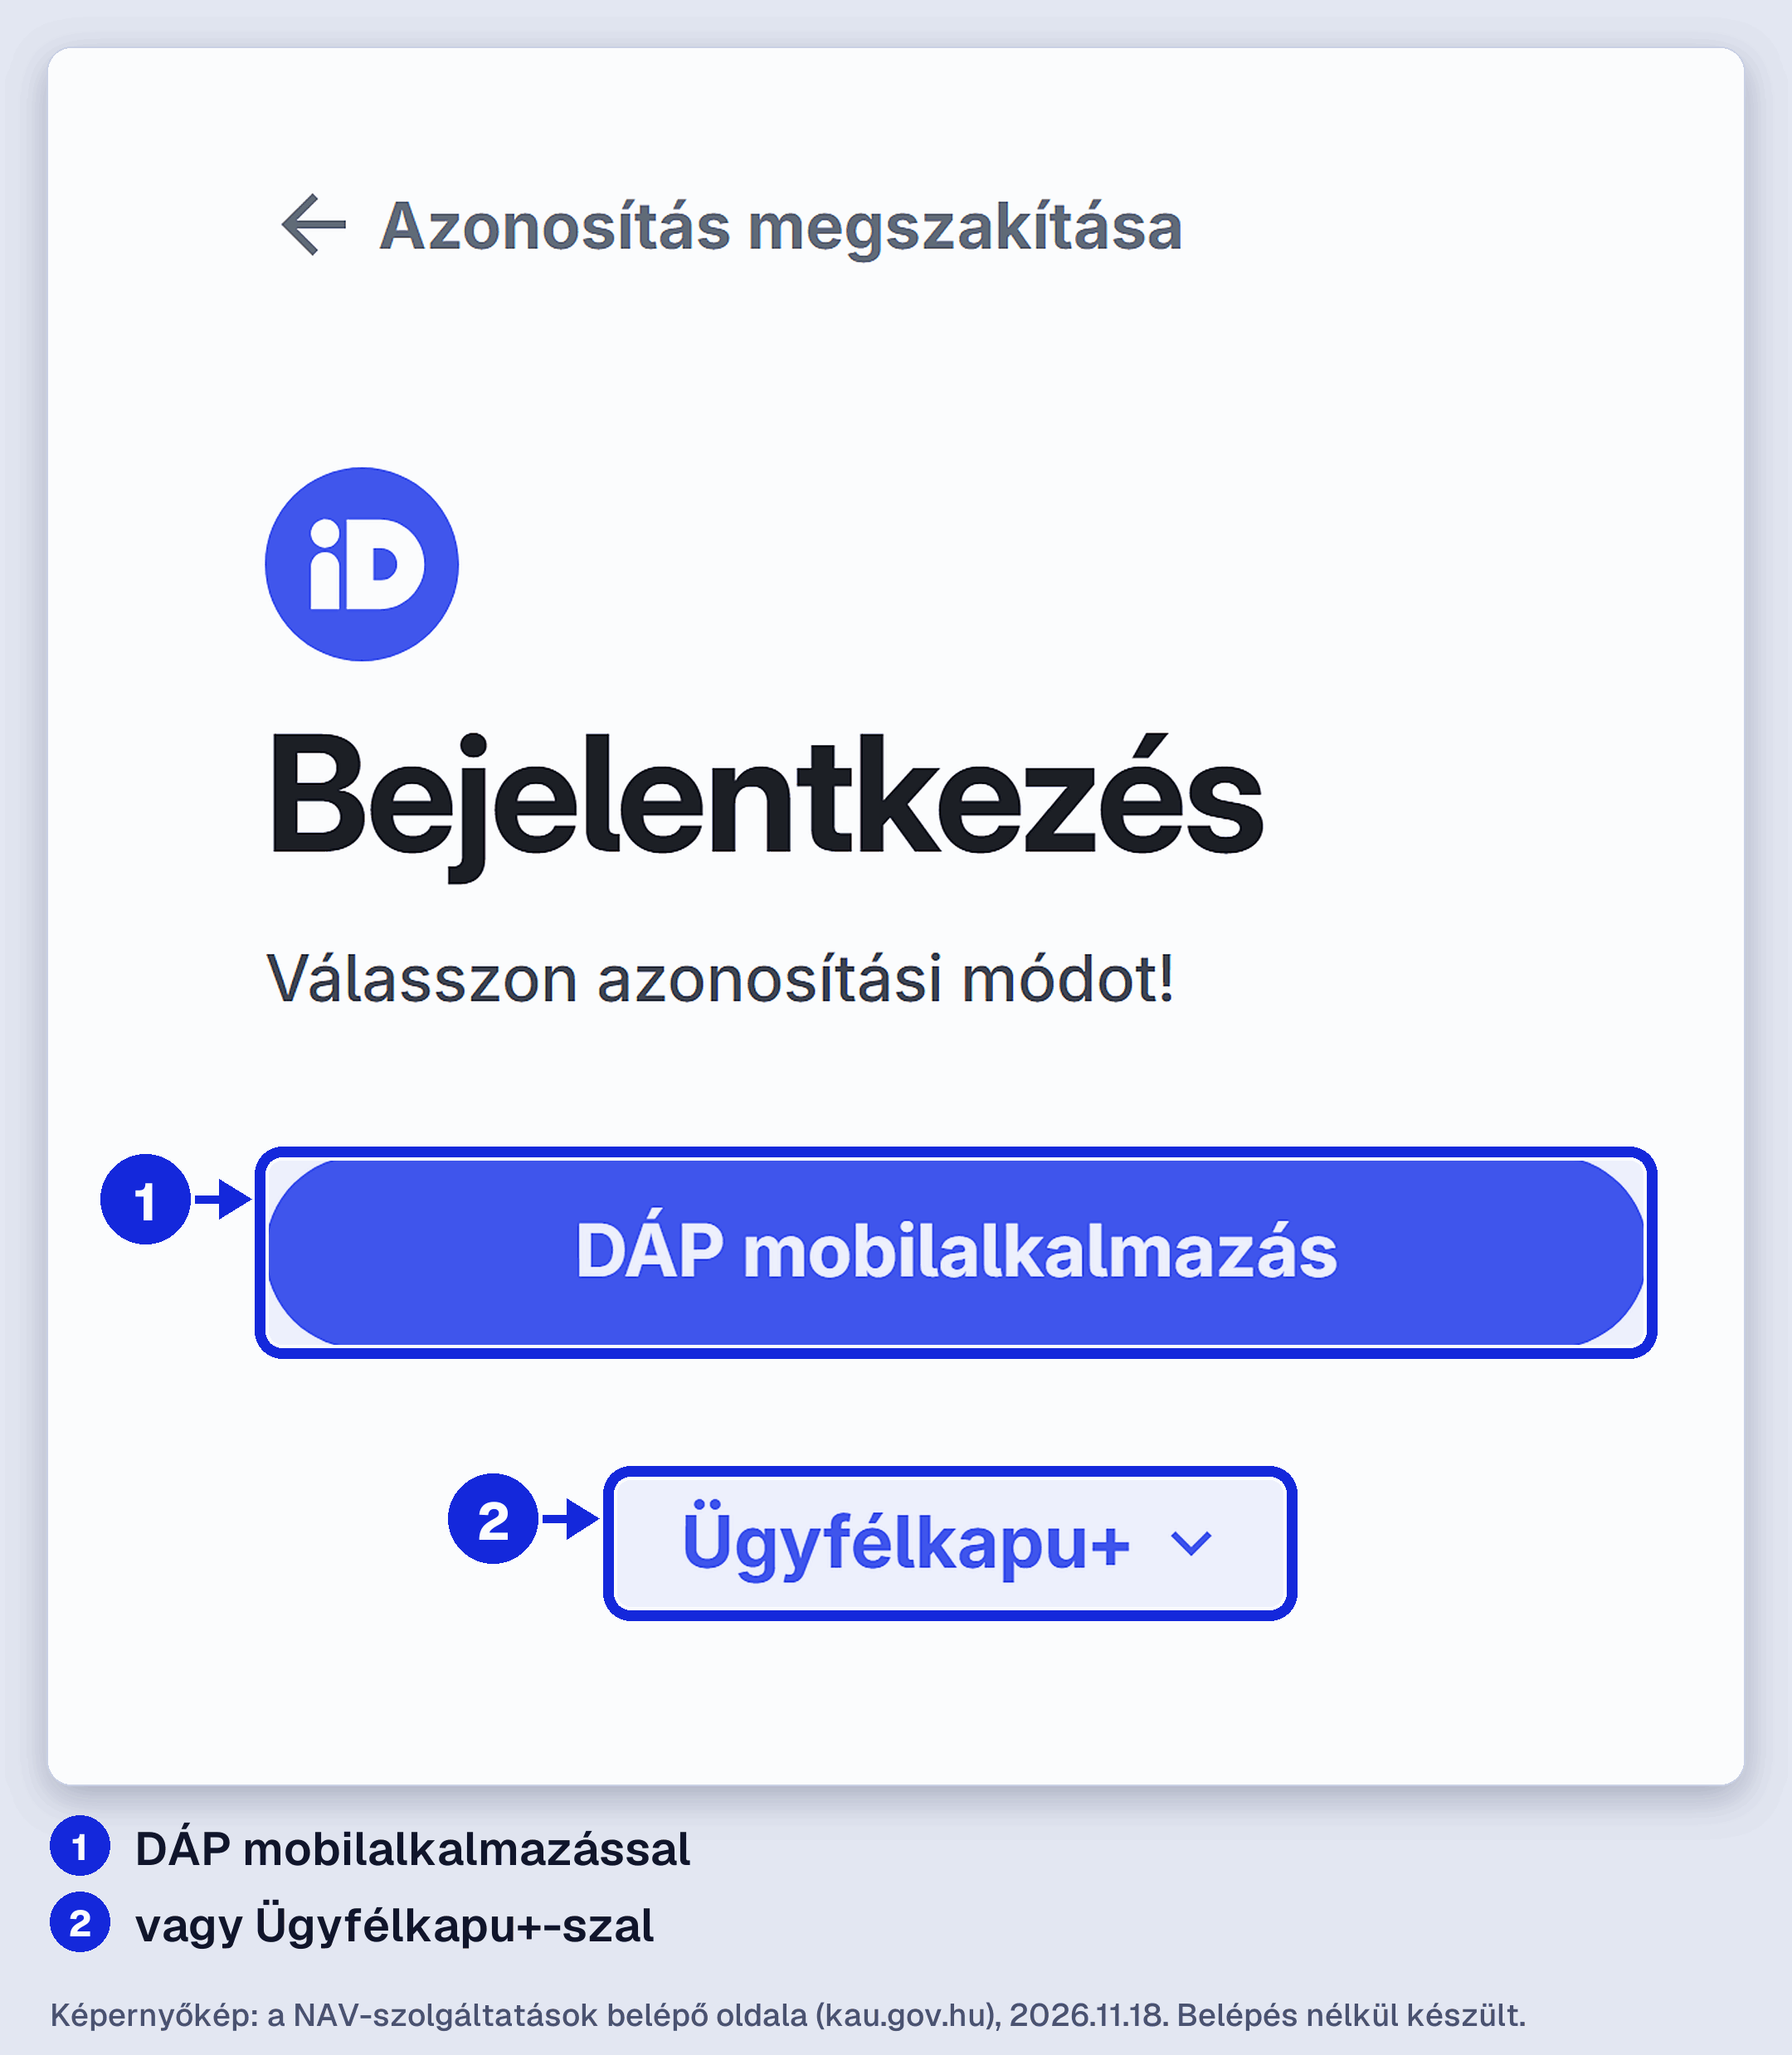 ← Azonosítás megszakítása
iD
Bejelentkezés
Válasszon azonosítási módot!
1
DÁP mobilalkalmazás
2
Ügyfélkapu+
1 DÁP mobilalkalmazással
2 vagy Ügyfélkapu+-szal
Képernyőkép: a NAV-szolgáltatások belépő oldala (kau.gov.hu), 2026.11.18. Belépés nélkül készült.